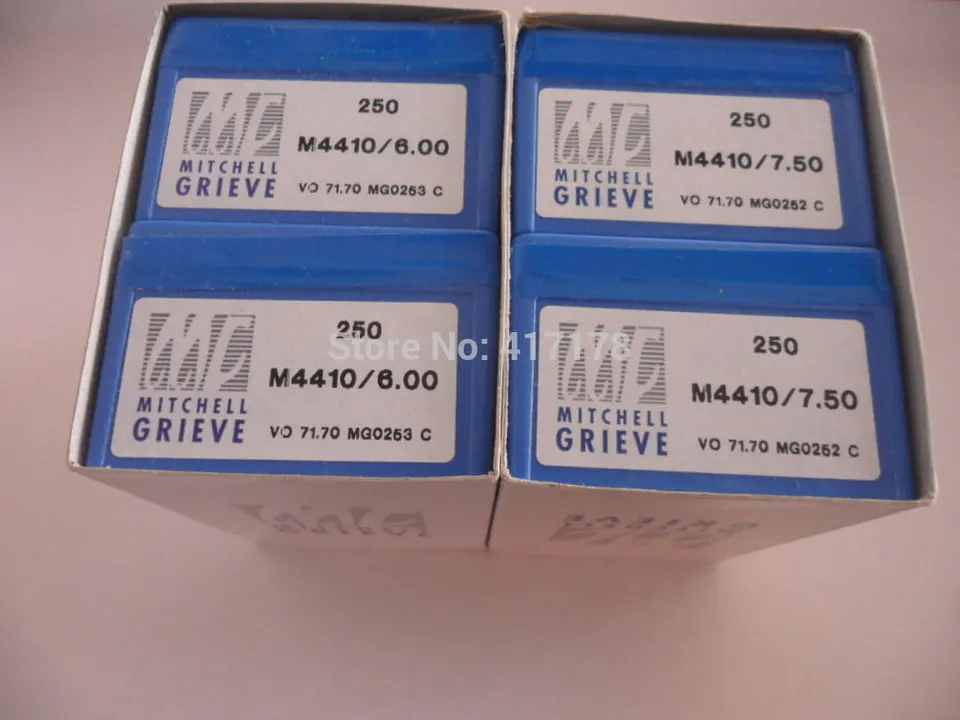 250
M4410/6.00
MITCHELL
GRIEVE
VO 71.70 MG0253 C
250
M4410/7.50
MITCHELL
GRIEVE
VO 71.70 MG0252 C
250
M4410/6.00
MITCHELL
GRIEVE
VO 71.70 MG0253 C
250
M4410/7.50
MITCHELL
GRIEVE
VO 71.70 MG0252 C
Store No: 417178